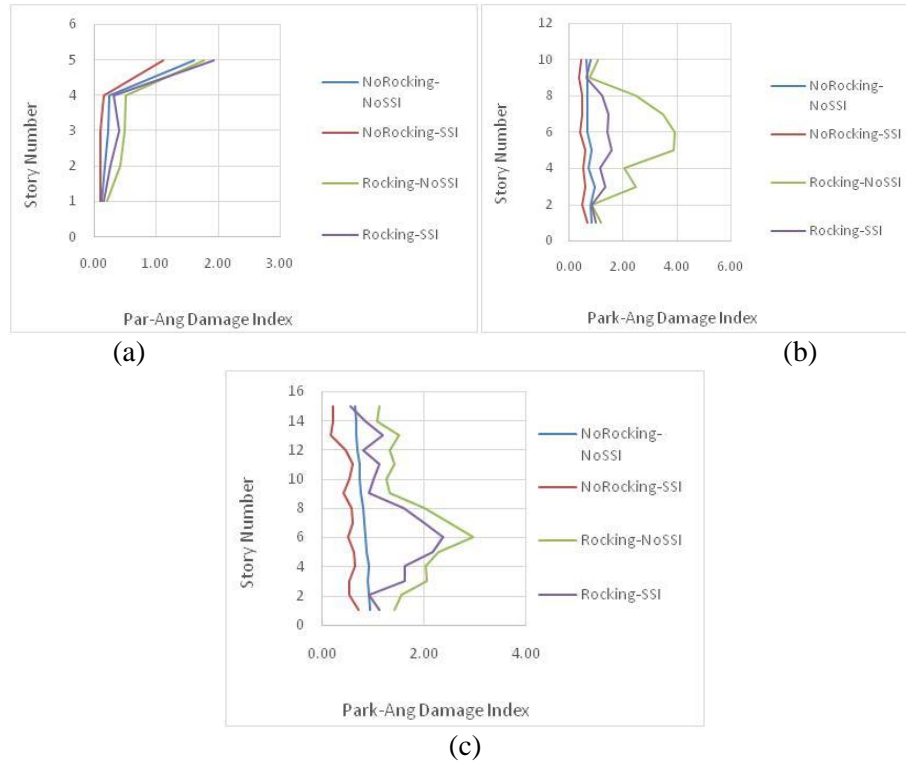 6
5
4
3
2
1
0
Story Number
0.00 1.00 2.00 3.00
Par-Ang Damage Index
NoRocking-
NoSSI
NoRocking-SSI
Rocking-NoSSI
Rocking-SSI
(a)
12
10
8
6
4
2
0
Story Number
0.00 2.00 4.00 6.00
Park-Ang Damage Index
NoRocking-
NoSSI
NoRocking-SSI
Rocking-NoSSI
Rocking-SSI
(b)
16
14
12
10
8
6
4
2
0
Story Number
0.00 2.00 4.00
Park-Ang Damage Index
NoRocking-
NoSSI
NoRocking-SSI
Rocking-NoSSI
Rocking-SSI
(c)